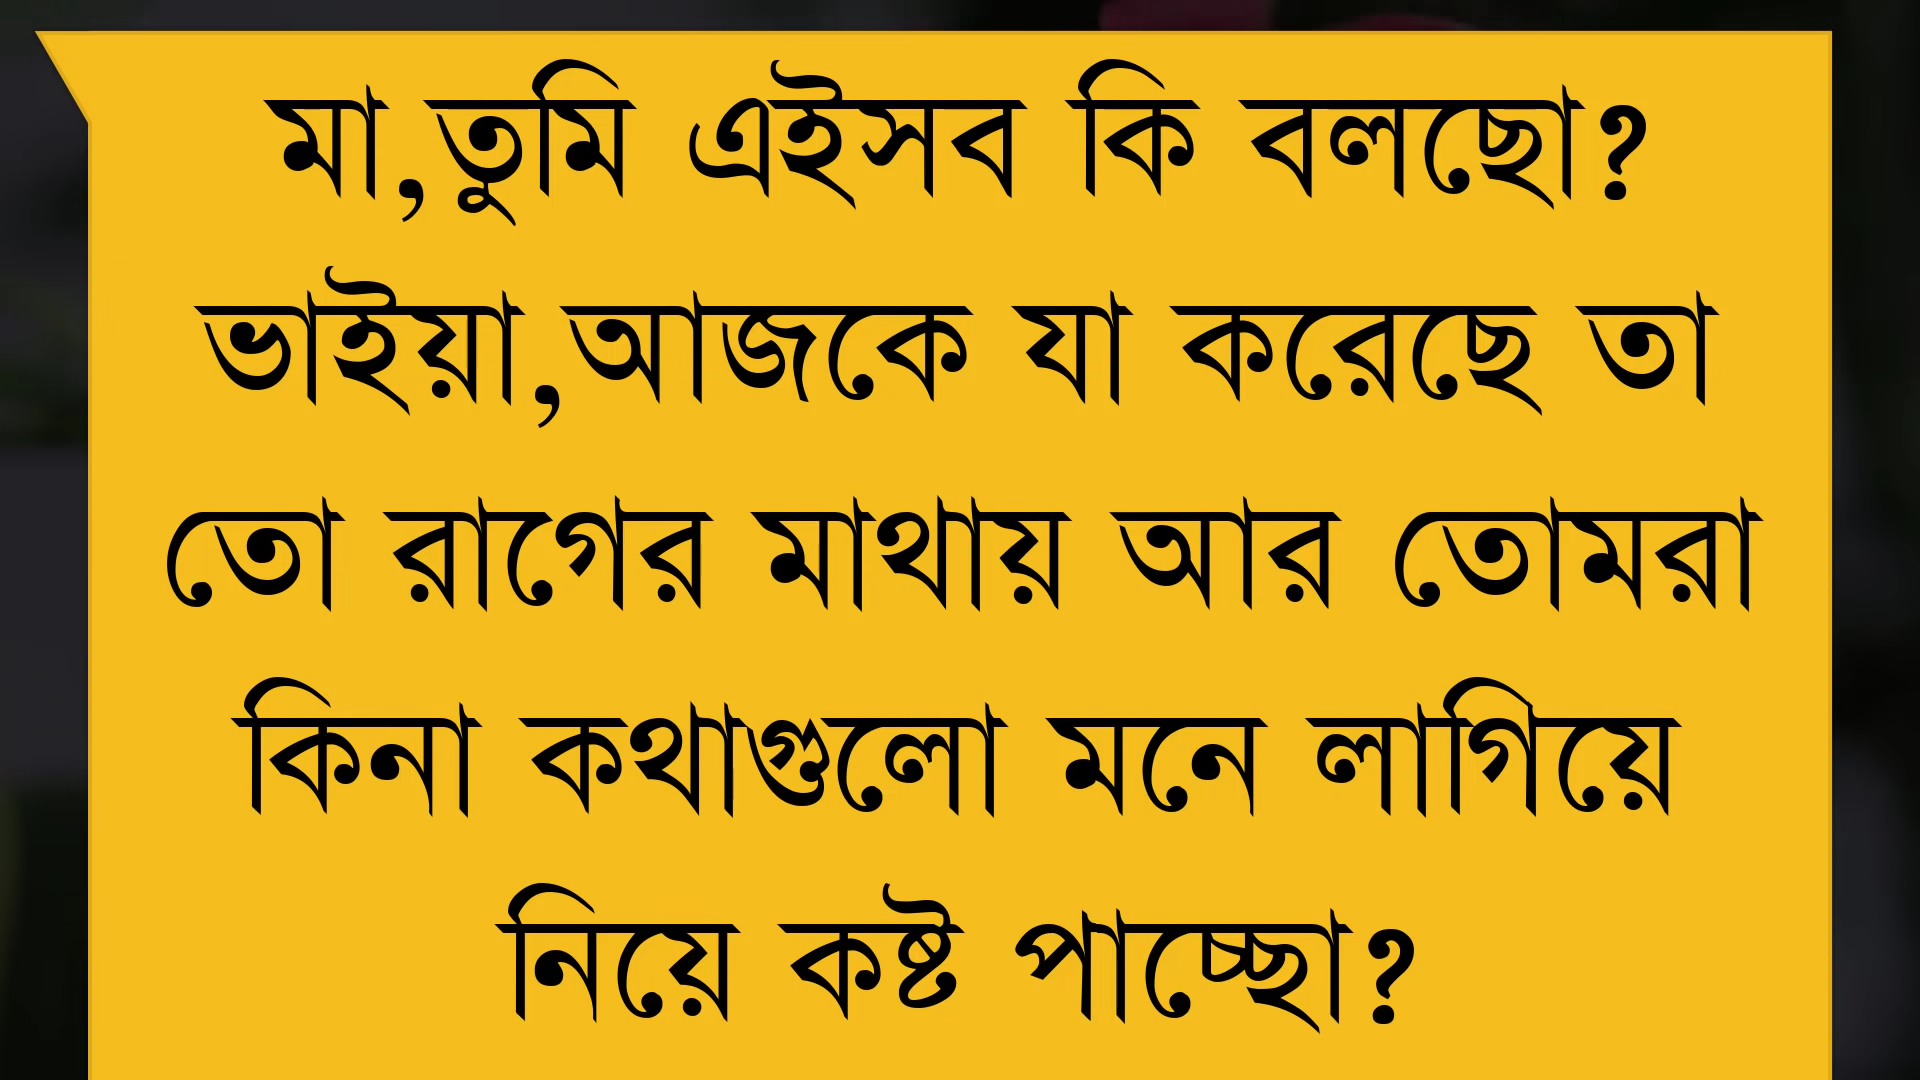 মা,তুমি এইসব কি বলছো?
ভাইয়া,আজকে যা করেছে তা
তো রাগের মাথায় আর তোমরা
কিনা কথাগুলো মনে লাগিয়ে
নিয়ে কষ্ট পাচ্ছো?